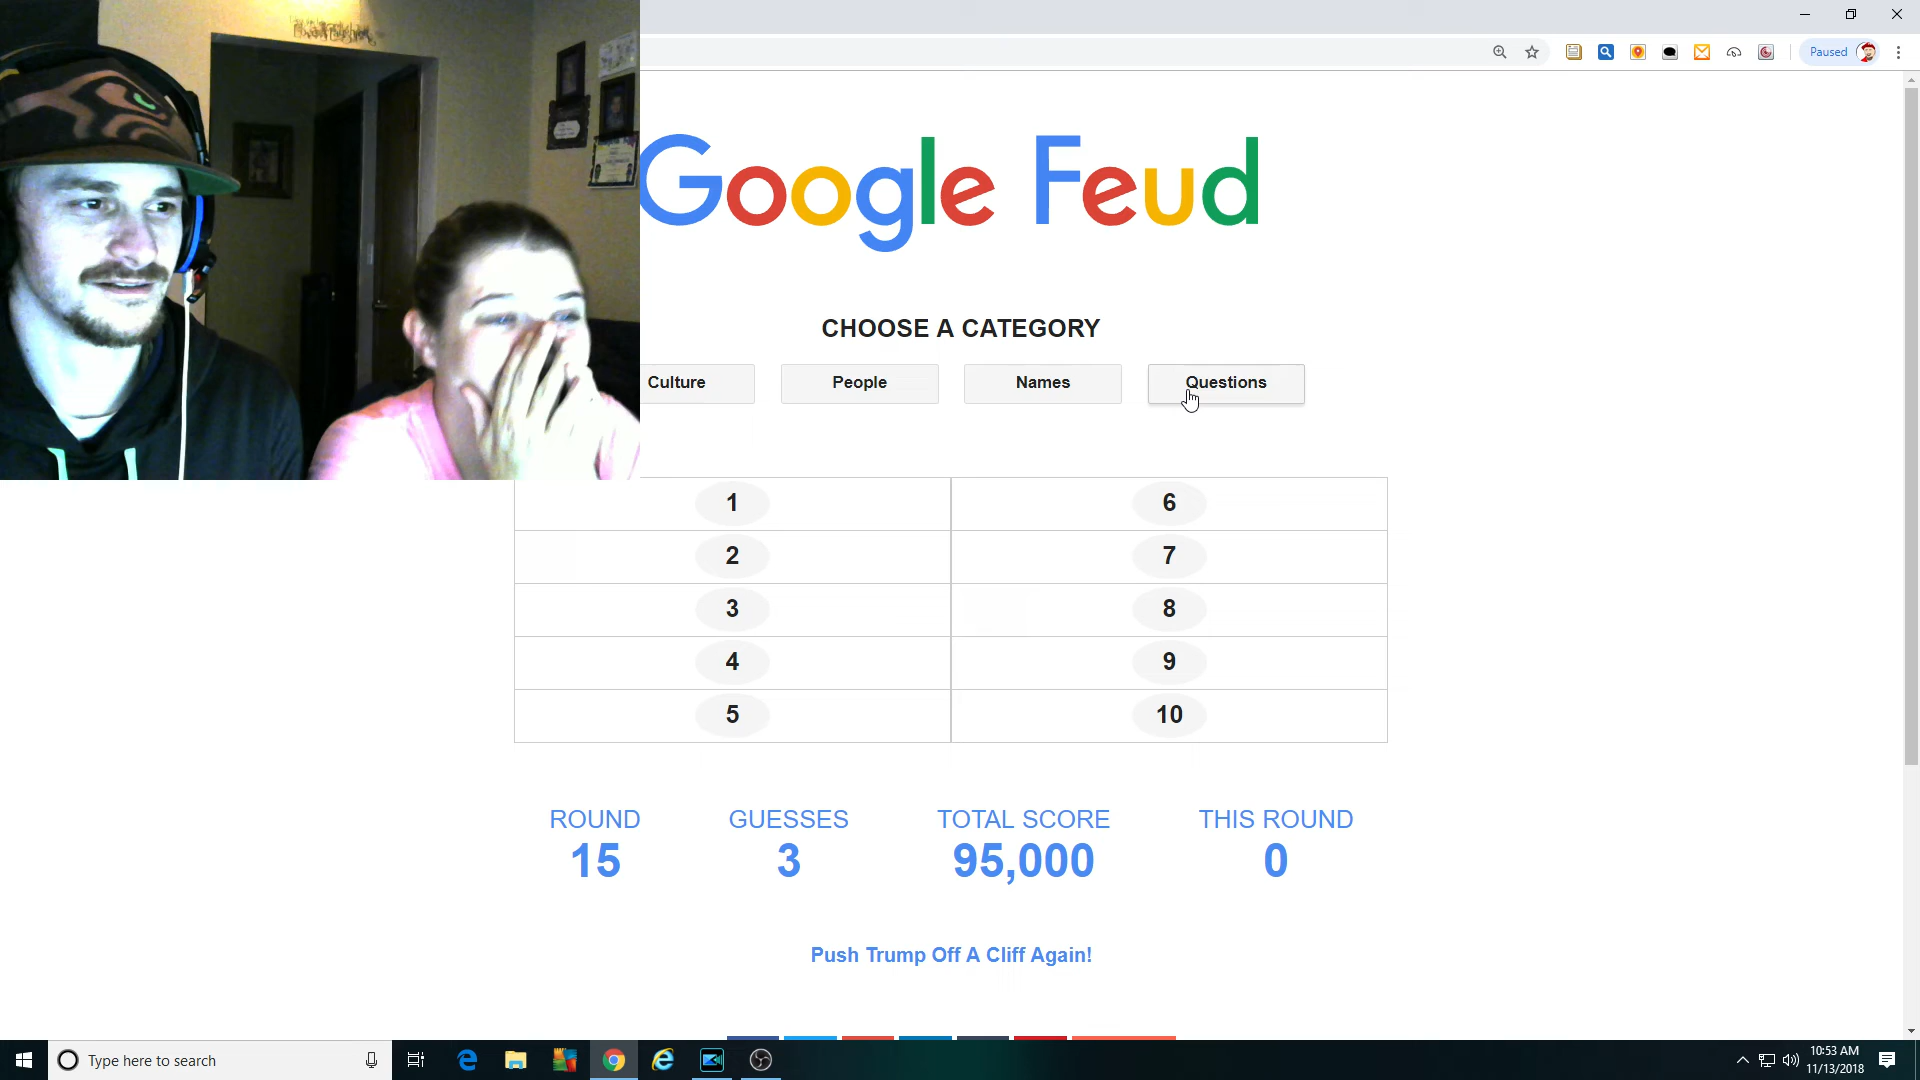 Paused
Google Feud
CHOOSE A CATEGORY
Culture
People
Names
Questions
1
6
2
7
3
8
4
9
5
10
ROUND
GUESSES
TOTAL SCORE
THIS ROUND
15
3
95,000
0
Push Trump Off A Cliff Again!
Type here to search
10:53 AM
11/13/2018